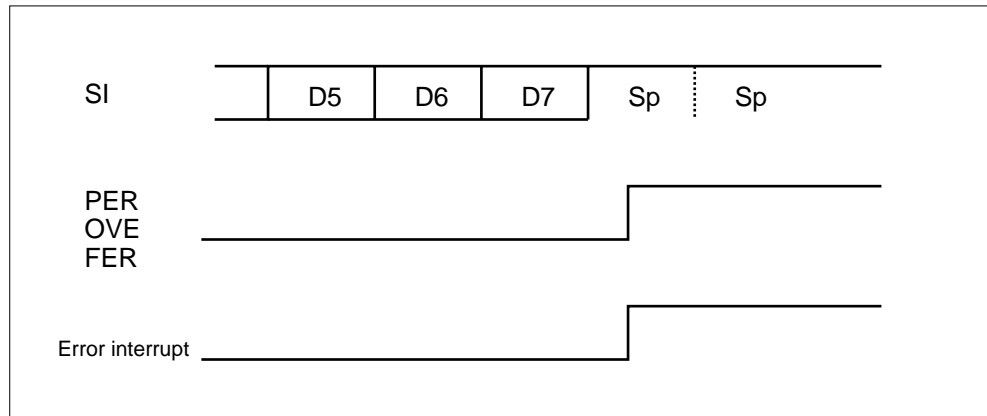 SI D5 D6 D7 Sp Sp
PER
OVE
FER
Error interrupt